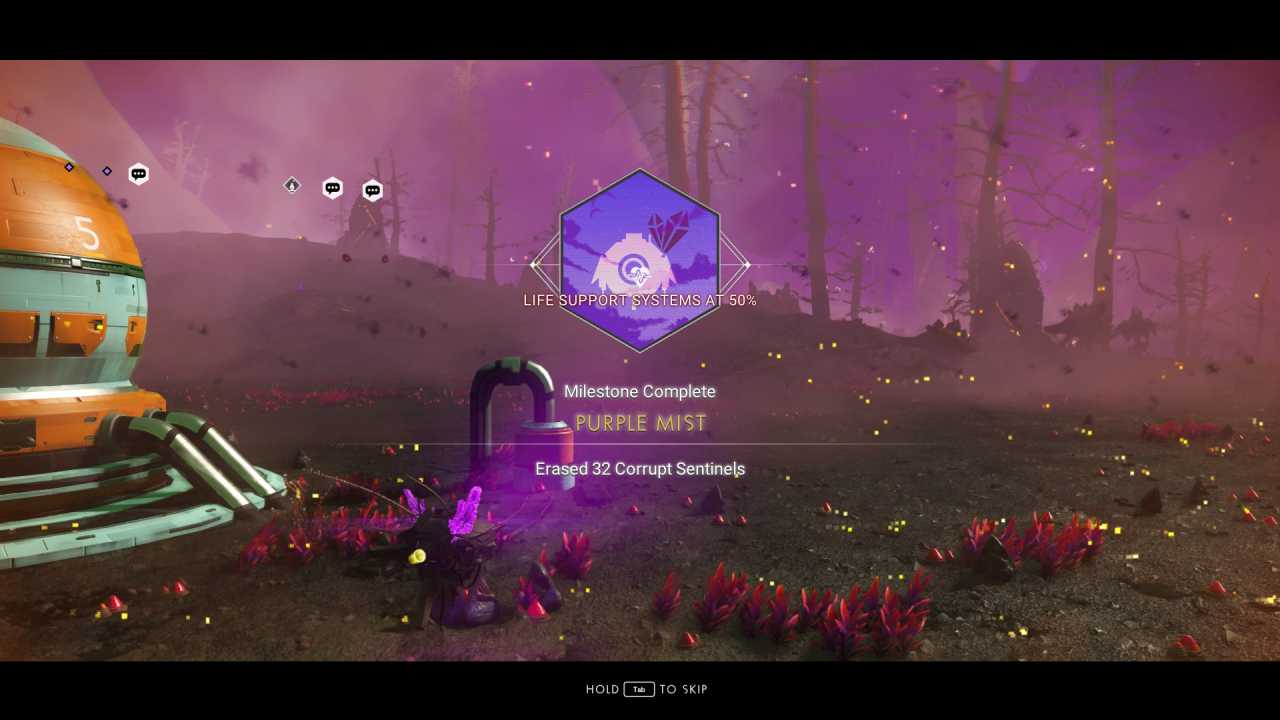 5
LIFE SUPPORT SYSTEMS AT 50%
Milestone Complete
PURPLE MIST
Erased 32 Corrupt Sentinels
HOLD Tab TO SKIP